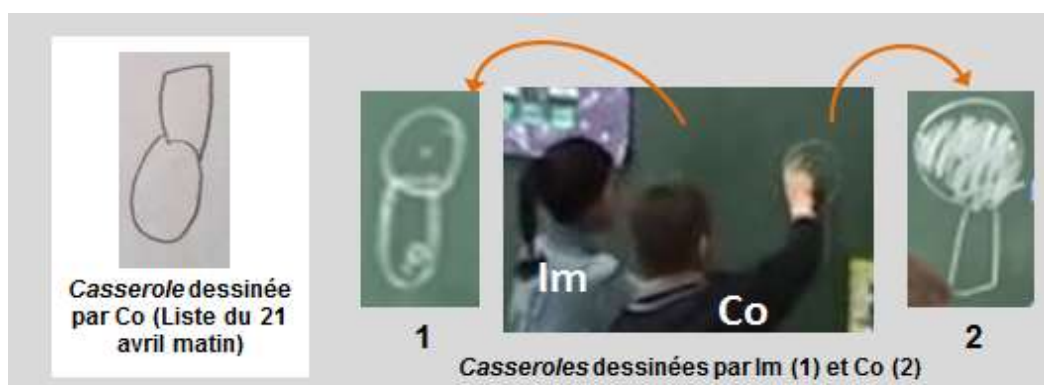 Casserole dessinée
par Co (Liste du 21
avril matin)
1
Im
Co
2
Casseroles dessinées par Im (1) et Co (2)